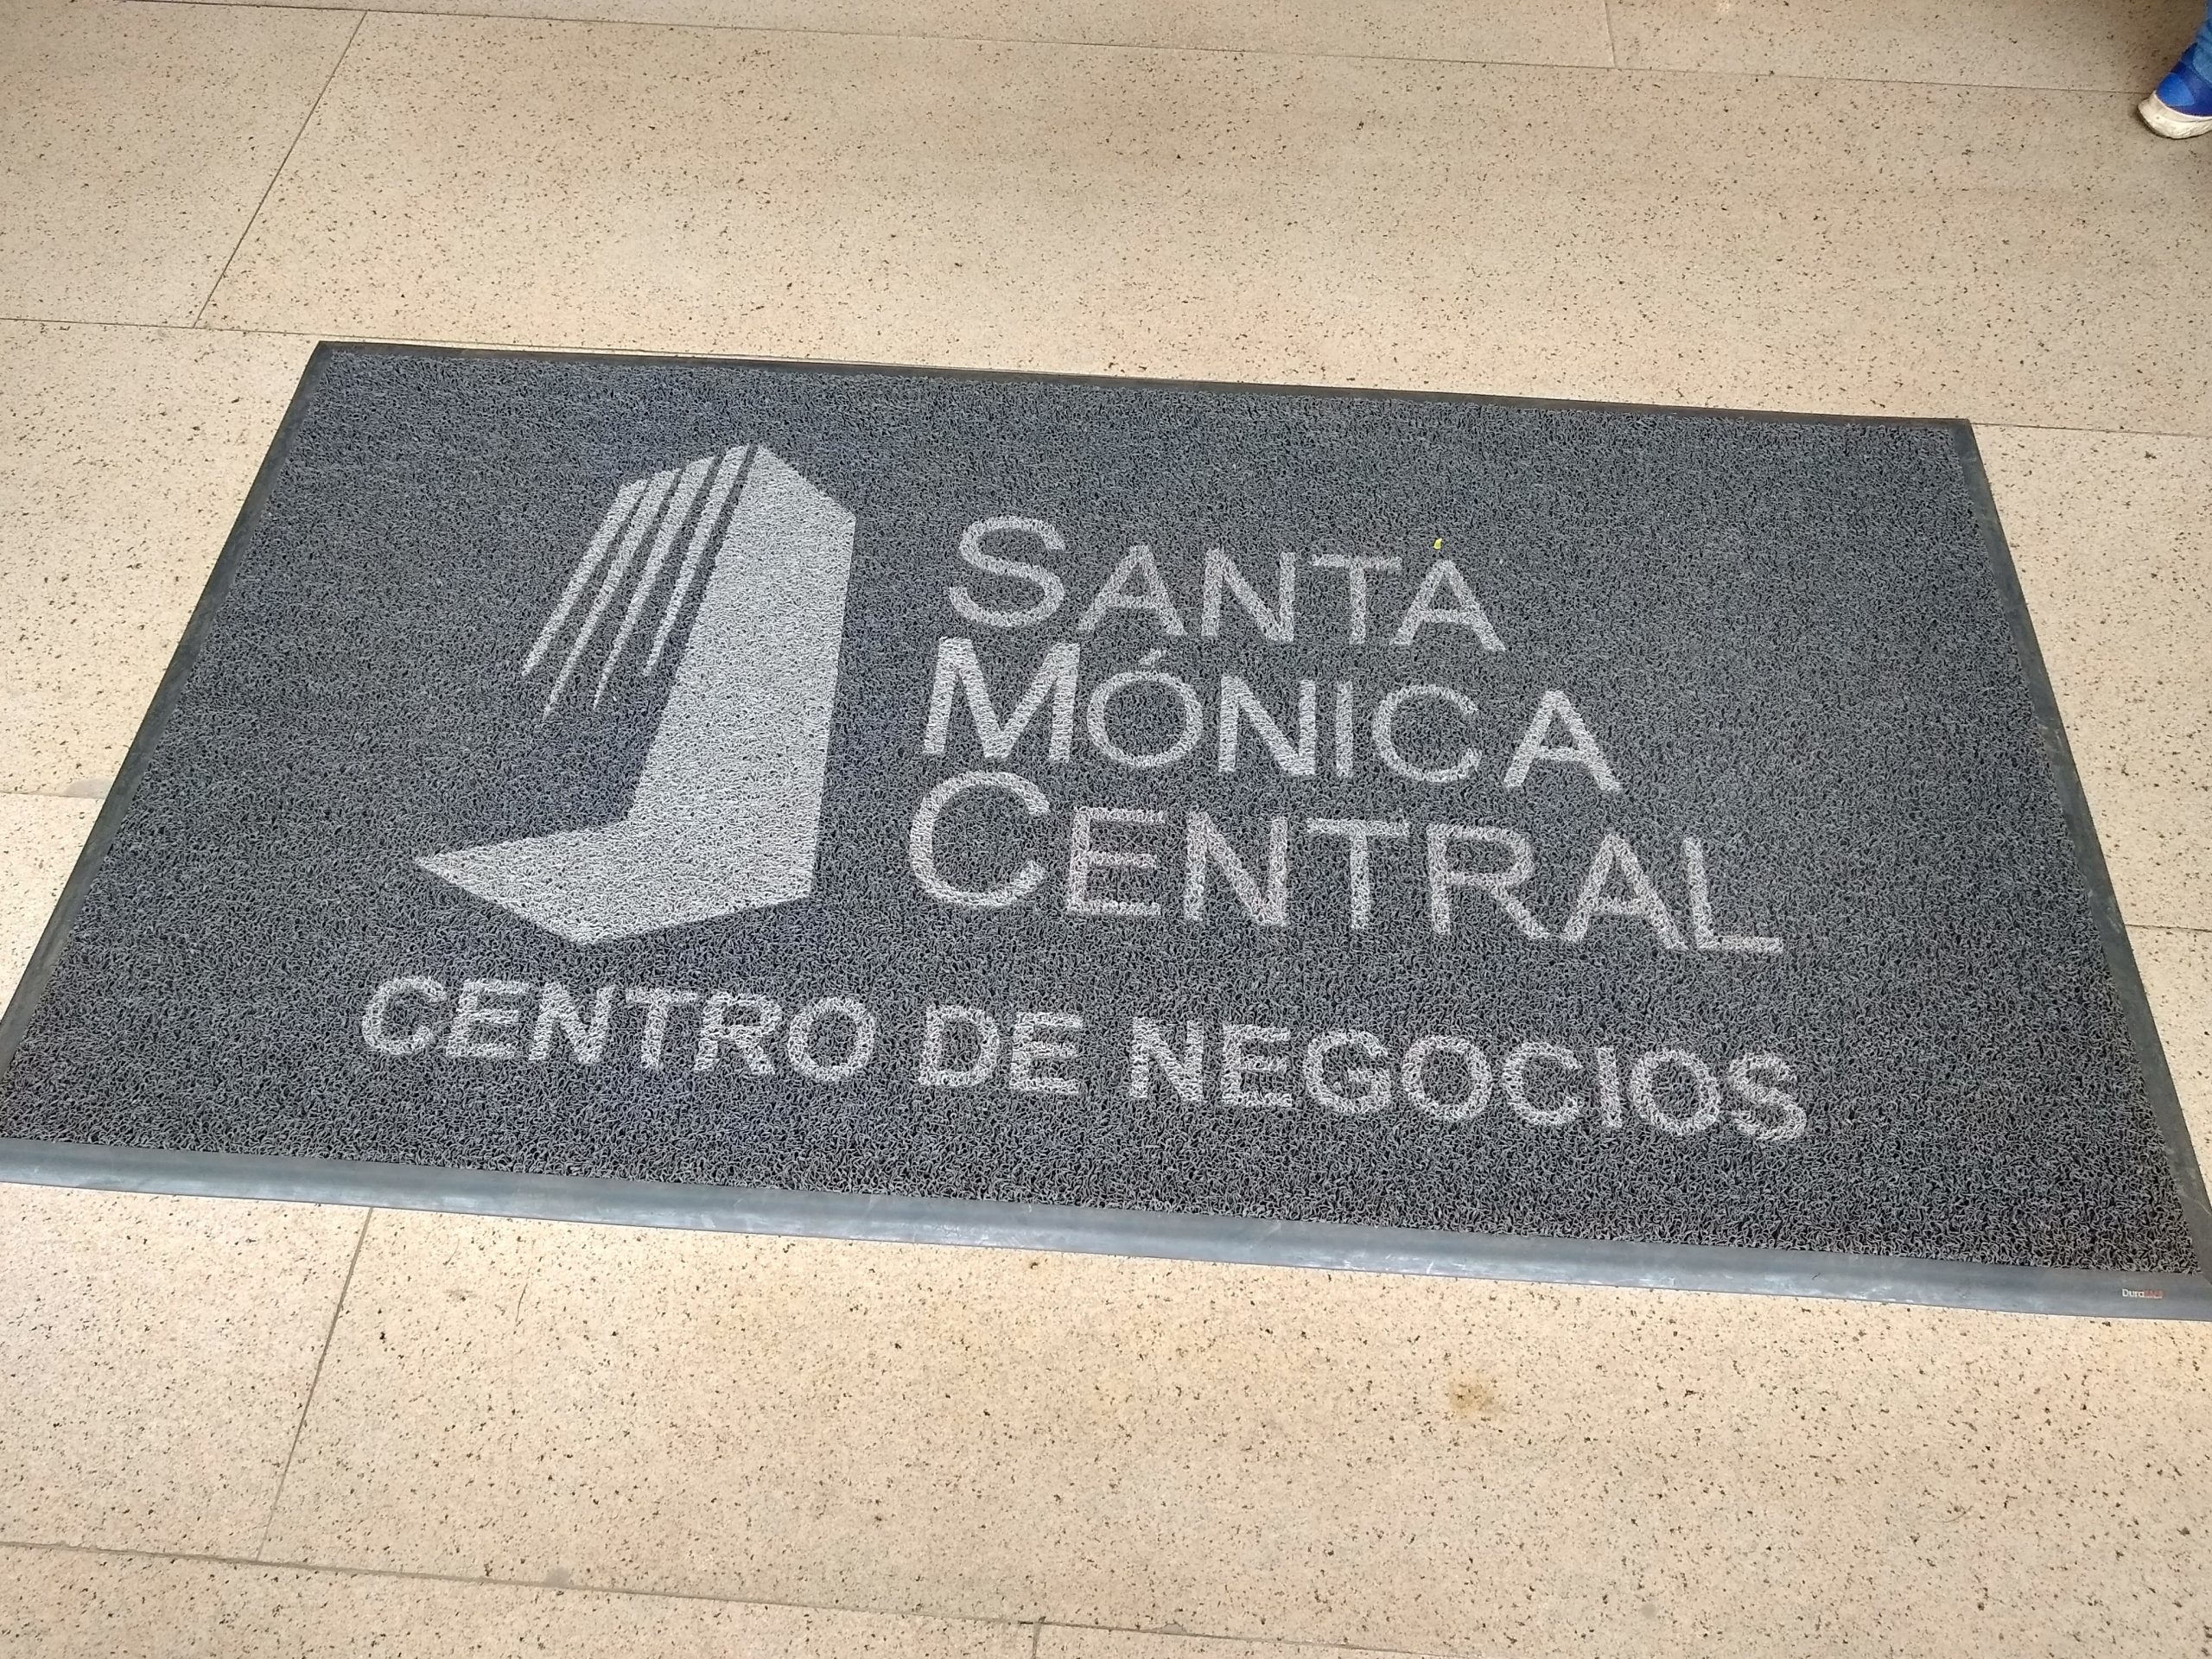 SANTA
MÓNICA
CENTRAL
CENTRO DE NEGOCIOS